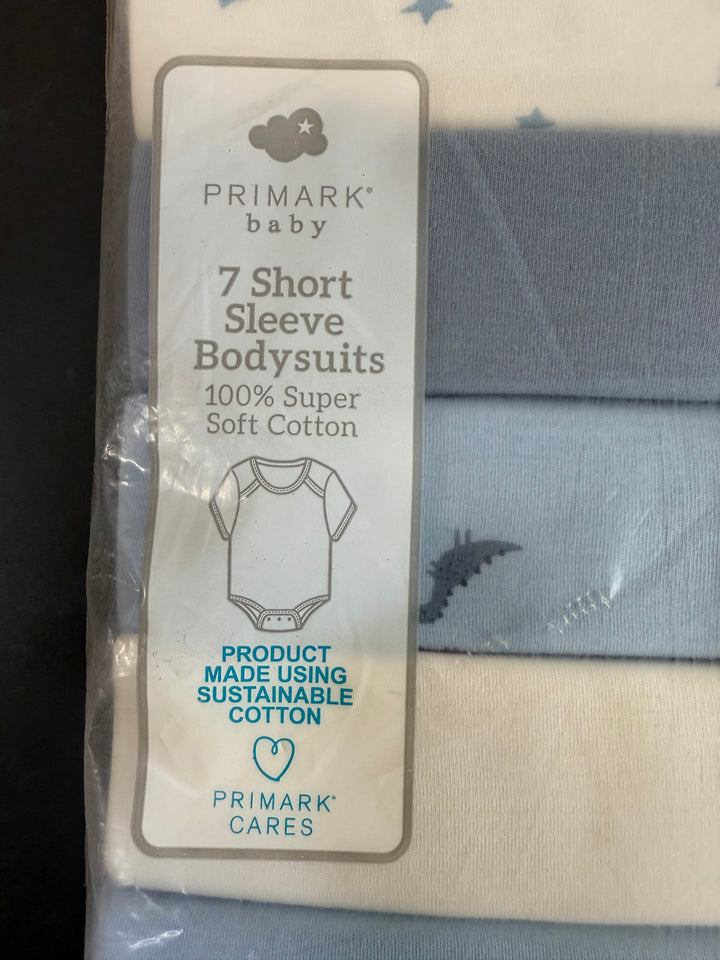 PRIMARK®
baby
7 Short
Sleeve
Bodysuits
100% Super
Soft Cotton
PRODUCT
MADE USING
SUSTAINABLE
COTTON
PRIMARK®
CARES